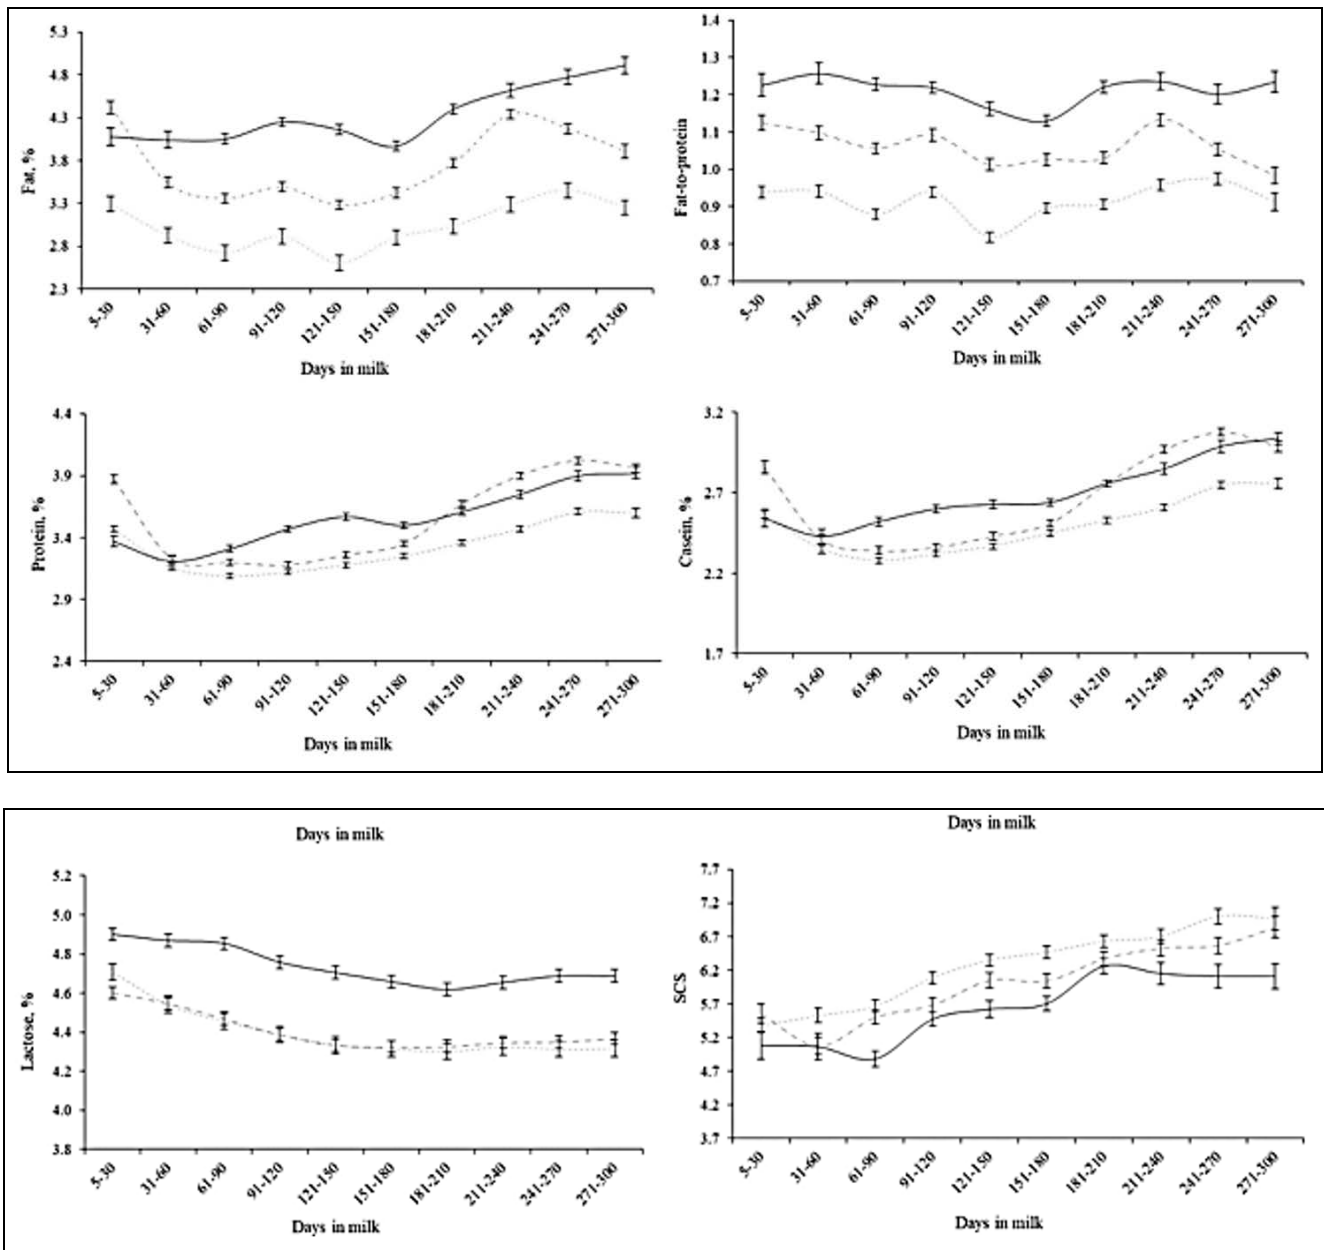 Fat, %
5.3
4.8
4.3
3.8
3.3
2.8
2.3
5-30 31-60 61-90 91-120 121-150 151-180 181-210 211-240 241-270 271-300
Days in milk
Fat-to-protein
1.4
1.3
1.2
1.1
1.0
0.9
0.8
0.7
5-30 31-60 61-90 91-120 121-150 151-180 181-210 211-240 241-270 271-300
Days in milk
Protein, %
4.4
3.9
3.4
2.9
2.4
5-30 31-60 61-90 91-120 121-150 151-180 181-210 211-240 241-270 271-300
Days in milk
Casein, %
3.2
2.7
2.2
1.7
5-30 31-60 61-90 91-120 121-150 151-180 181-210 211-240 241-270 271-300
Days in milk
Days in milk
Days in milk
Lactose, %
5.2
5.0
4.8
4.6
4.4
4.2
4.0
3.8
5-30 31-60 61-90 91-120 121-150 151-180 181-210 211-240 241-270 271-300
Days in milk
SCS
7.7
7.2
6.7
6.2
5.7
5.2
4.7
4.2
3.7
5-30 31-60 61-90 91-120 121-150 151-180 181-210 211-240 241-270 271-300
Days in milk